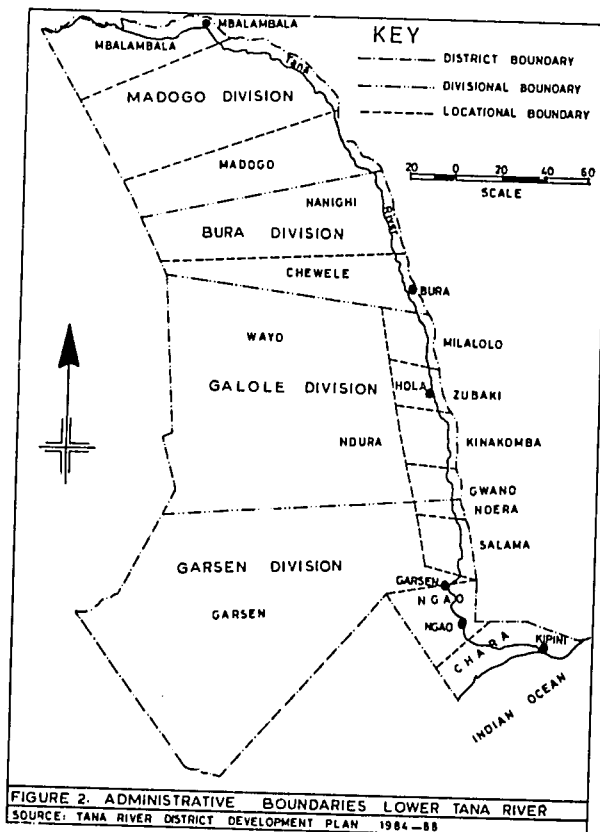 MBALAMBALA
KEY
MBALAMBALA
Tana
DISTRICT BOUNDARY
DIVISIONAL BOUNDARY
MADOGO DIVISION
LOCATIONAL BOUNDARY
MADOGO
20 0 20 40 60
SCALE
NANIGHI
River
BURA DIVISION
CHEWELE
BURA
WAYO
MILALOLO
GALOLE DIVISION
HOLA
ZUBAKI
NDURA
KINAKOMBA
GWANO
NDERA
SALAMA
GARSEN DIVISION
GARSEN
NGAO
GARSEN
NGAO
CHARA
KIPINI
INDIAN OCEAN
FIGURE 2. ADMINISTRATIVE BOUNDARIES LOWER TANA RIVER
SOURCE: TANA RIVER DISTRICT DEVELOPMENT PLAN 1984-88